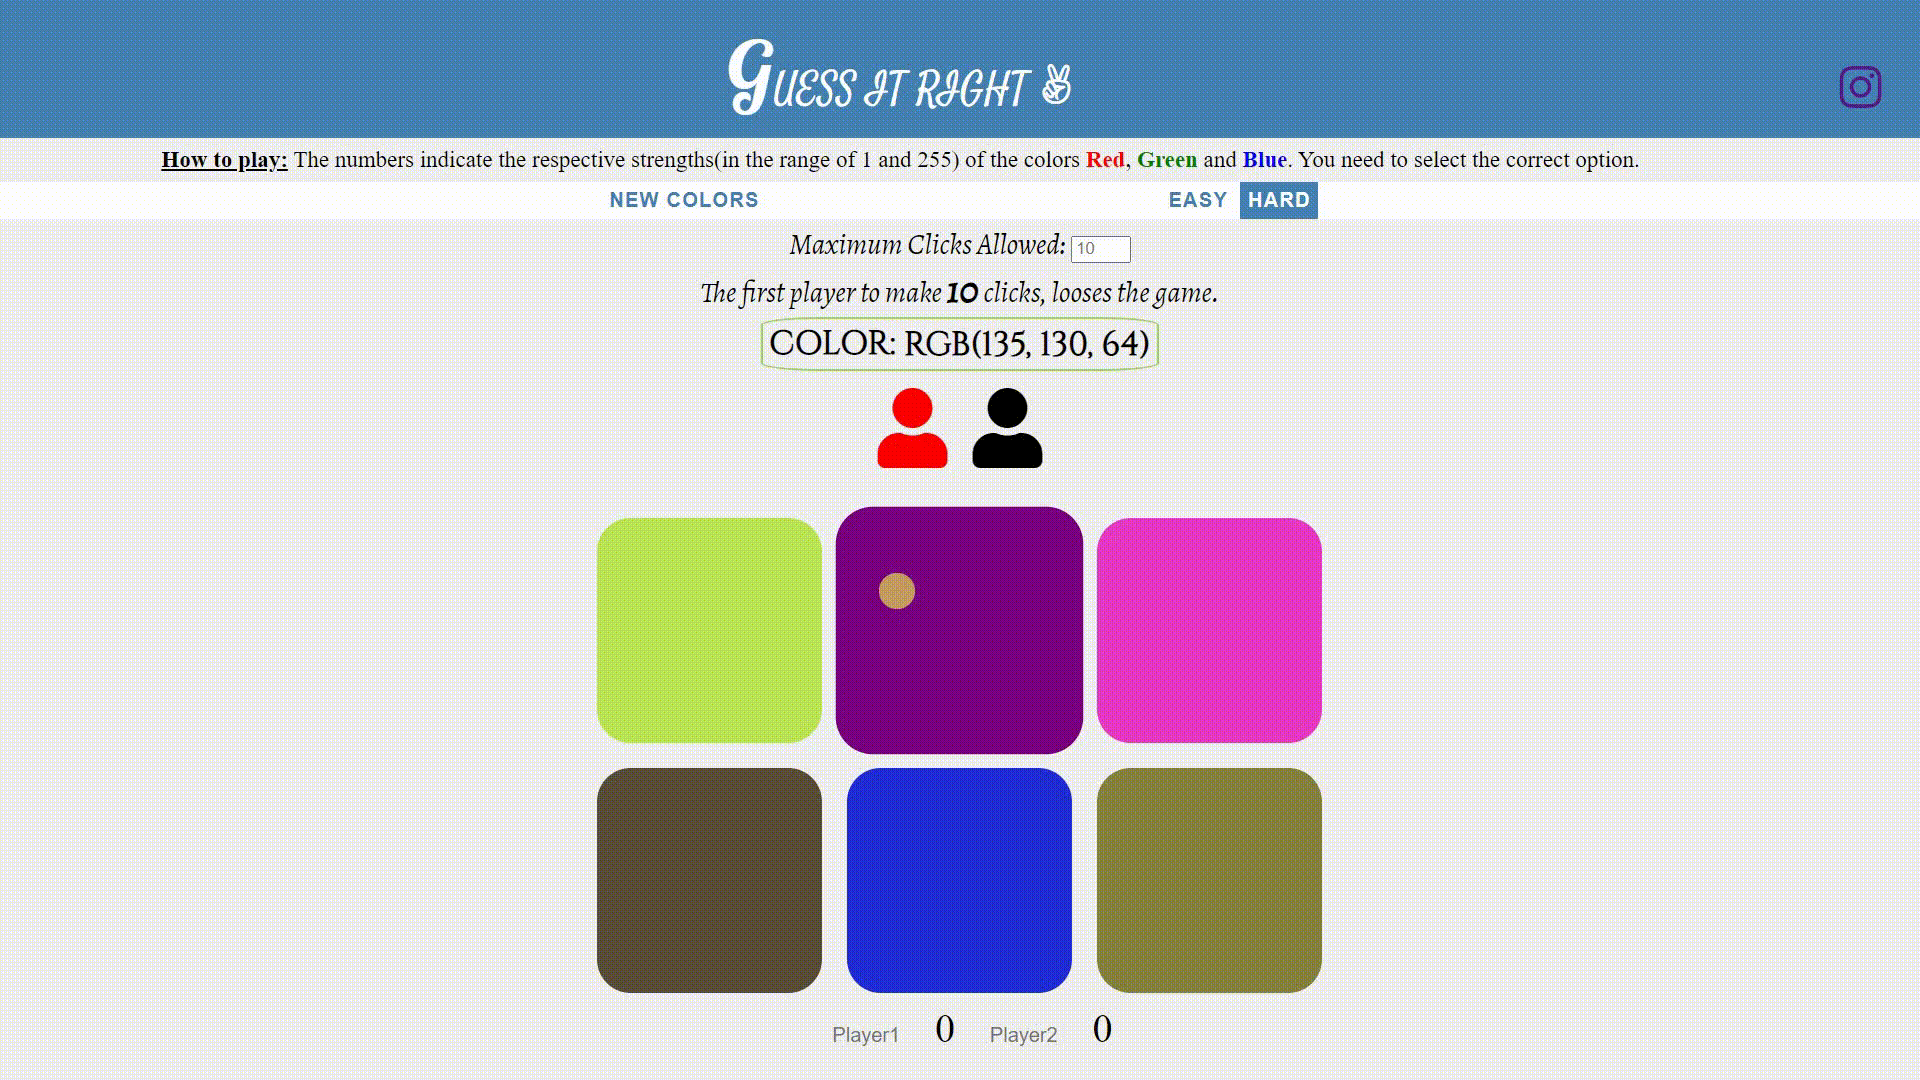 GUESS IT RIGHT ✌
How to play: The numbers indicate the respective strengths(in the range of 1 and 255) of the colors Red, Green and Blue. You need to select the correct option.
NEW COLORS EASY HARD
Maximum Clicks Allowed: 10
The first player to make 10 clicks, looses the game.
COLOR: RGB(135, 130, 64)
Player1 0 Player2 0